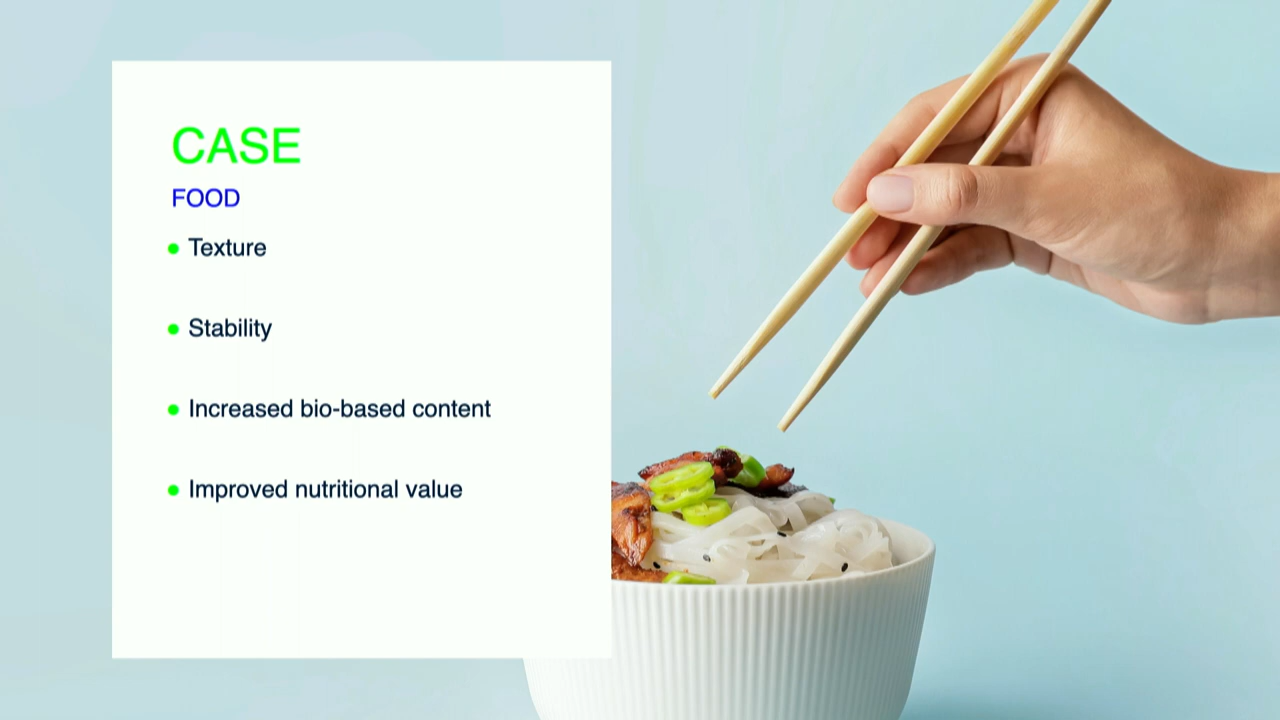 CASE
FOOD
Texture
Stability
Increased bio-based content
Improved nutritional value